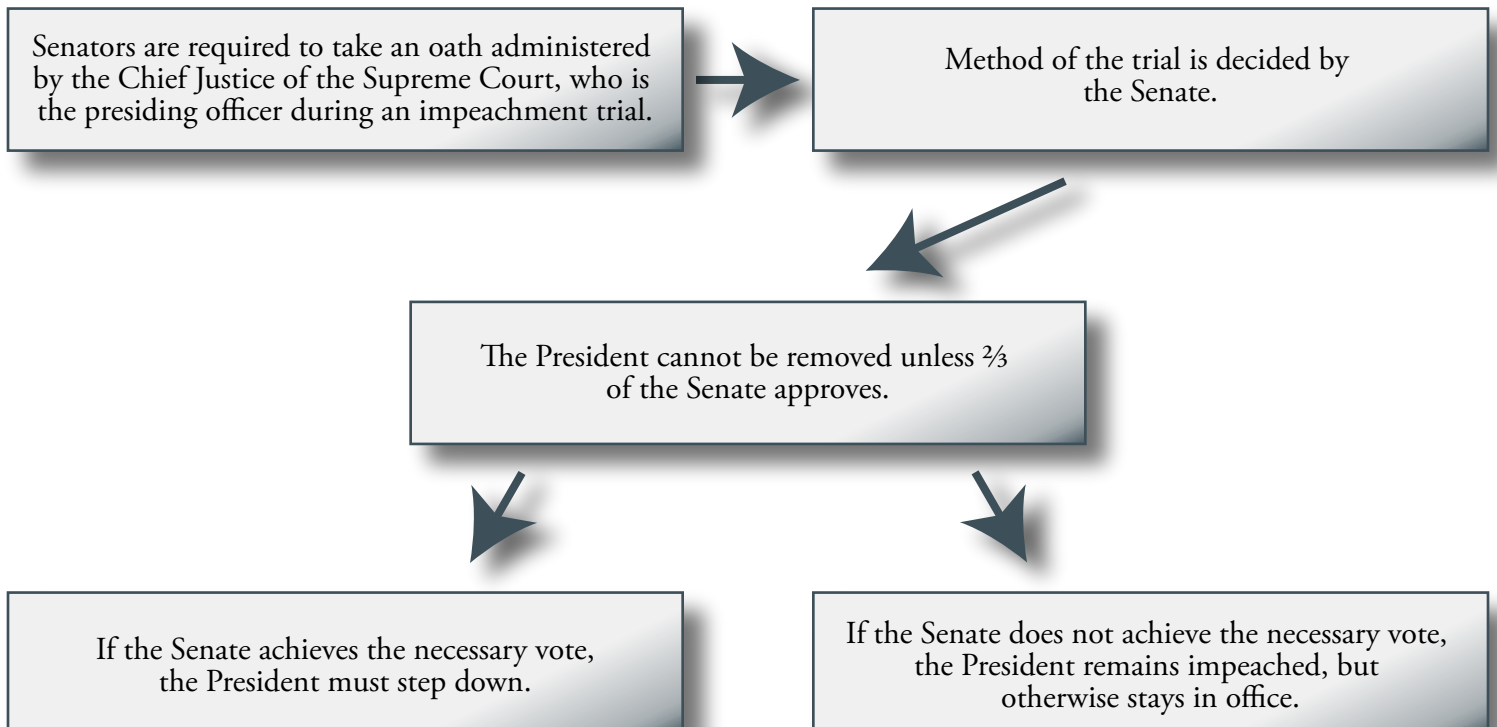 Senators are required to take an oath administered
by the Chief Justice of the Supreme Court, who is
the presiding officer during an impeachment trial.
Method of the trial is decided by
the Senate.
The President cannot be removed unless ⅔
of the Senate approves.
If the Senate achieves the necessary vote,
the President must step down.
If the Senate does not achieve the necessary vote,
the President remains impeached, but
otherwise stays in office.